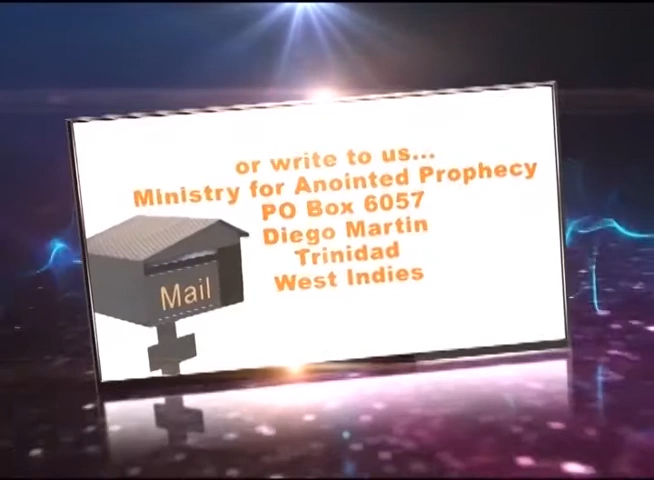 or write to us...
Ministry for Anointed Prophecy
PO Box 6057
Diego Martin
Trinidad
West Indies
Mail